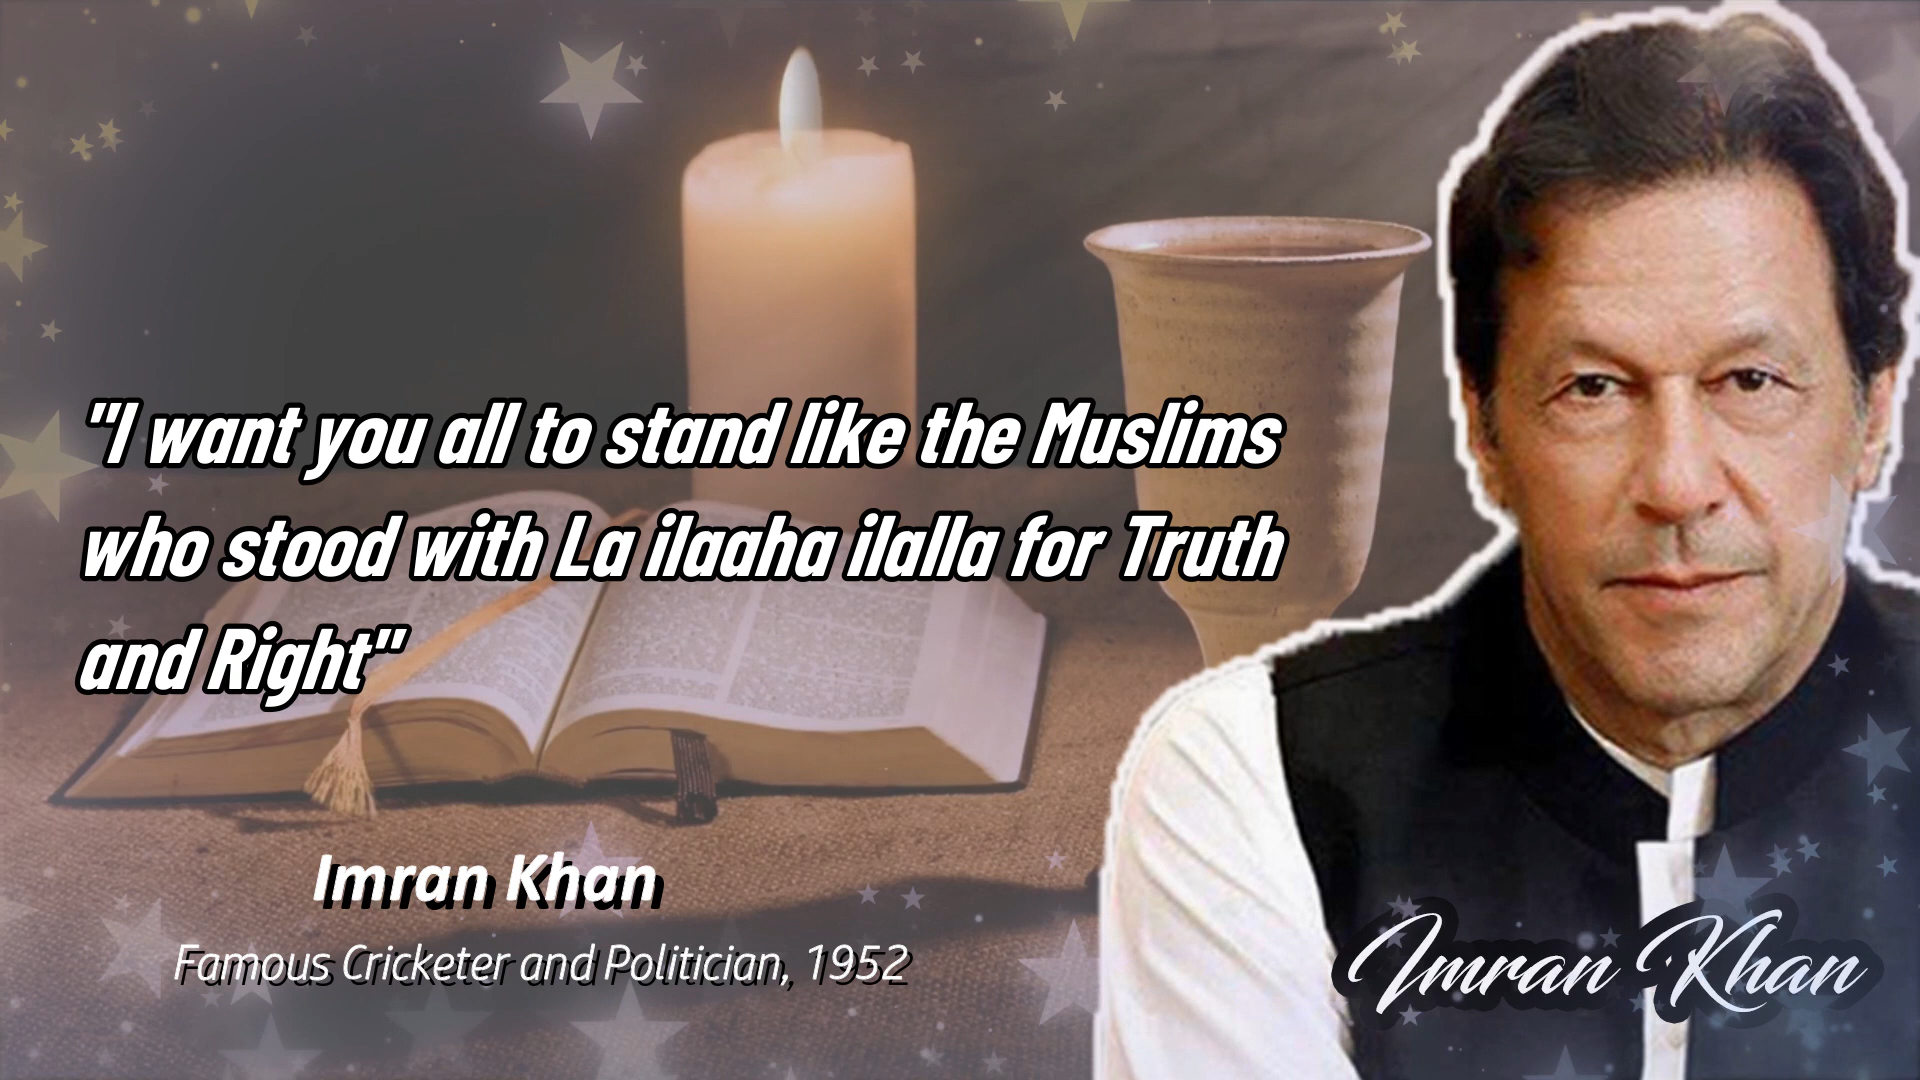 "I want you all to stand like the Muslims
who stood with La ilaaha ilalla for Truth
and Right"
Imran Khan
Famous Cricketer and Politician, 1952
Imran Khan